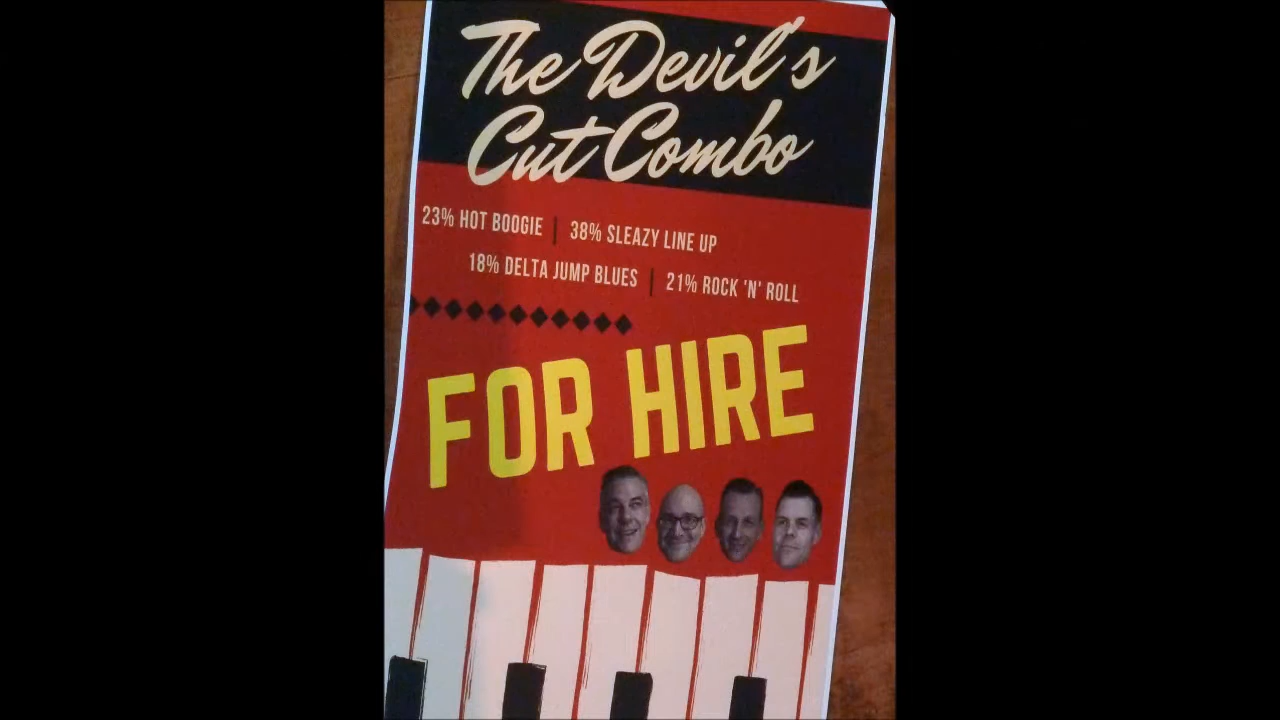 The Devil's
Cut Combo
23% HOT BOOGIE | 38% SLEAZY LINE UP
18% DELTA JUMP BLUES | 21% ROCK 'N' ROLL
FOR HIRE